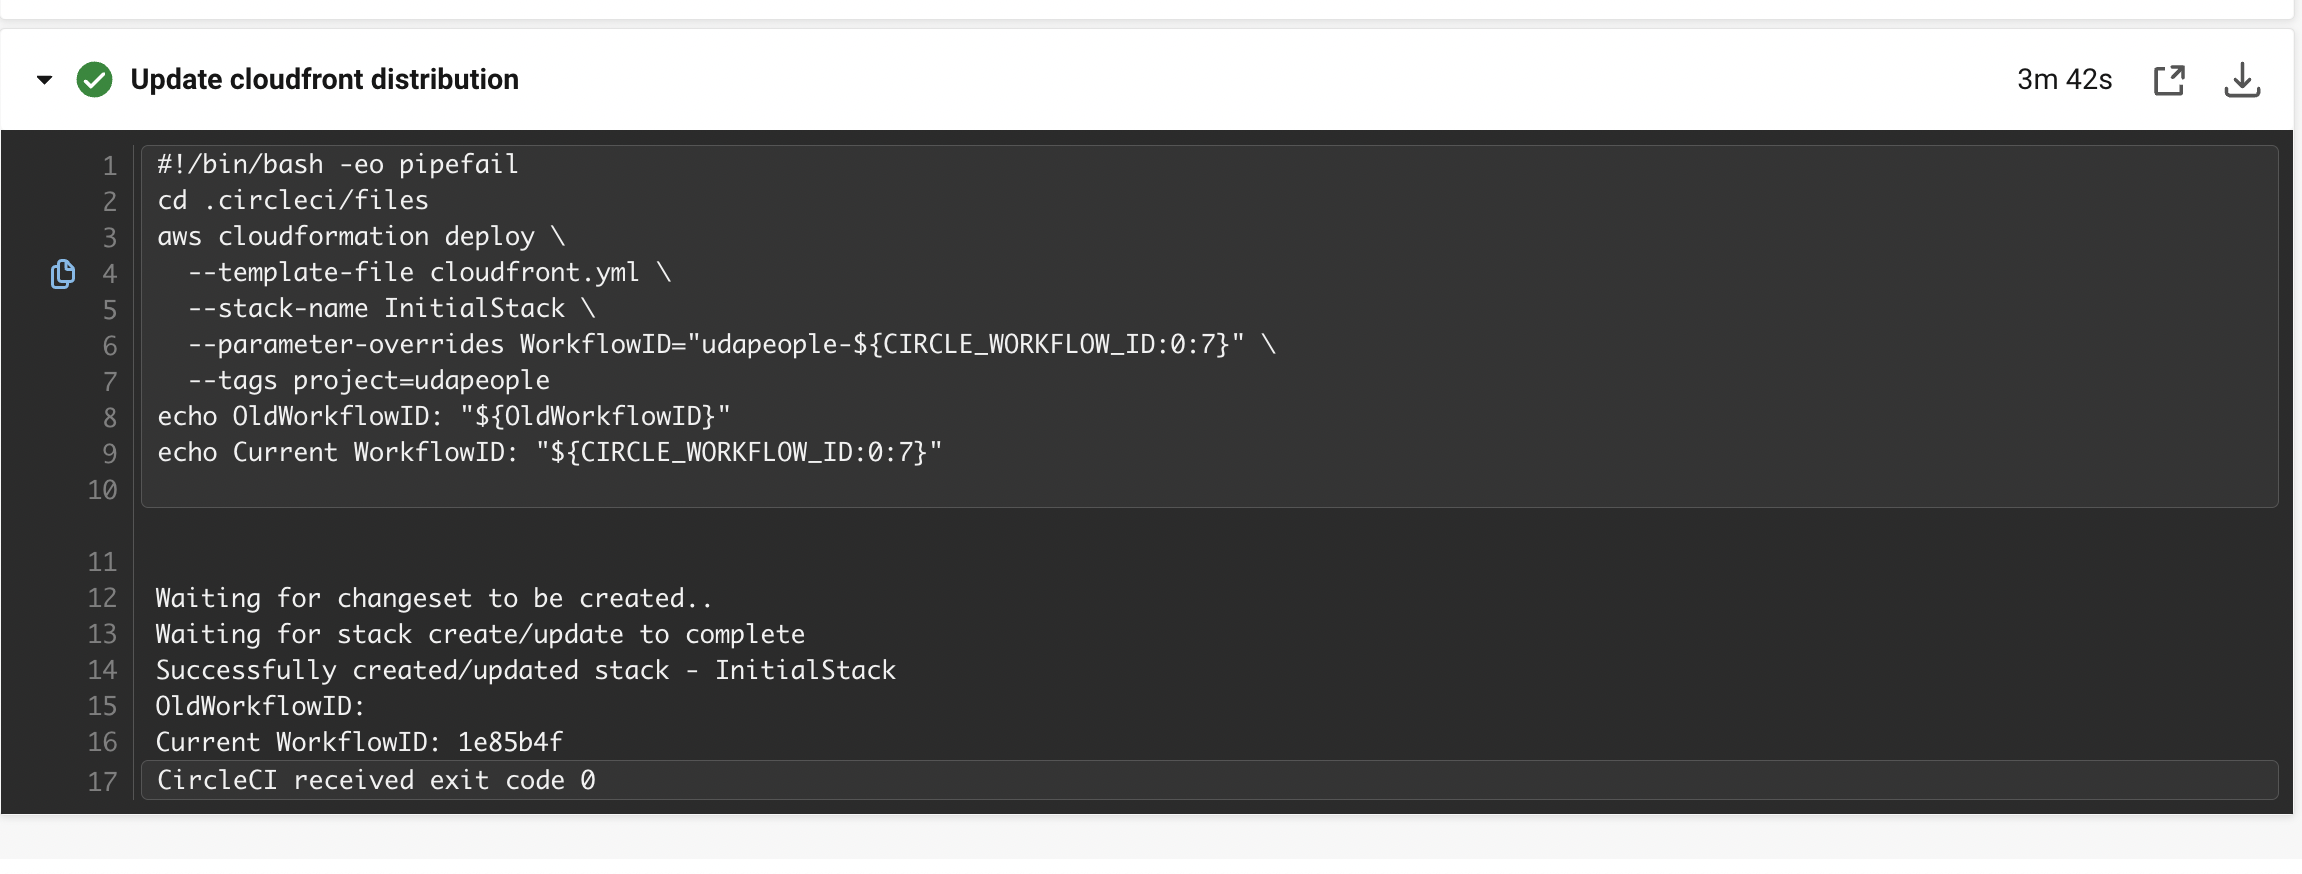 Update cloudfront distribution
3m 42s
1 #!/bin/bash -eo pipefail
2 cd .circleci/files
3 aws cloudformation deploy \
4   --template-file cloudfront.yml \
5   --stack-name InitialStack \
6   --parameter-overrides WorkflowID="udapeople-${CIRCLE_WORKFLOW_ID:0:7}" \
7   --tags project=udapeople
8 echo OldWorkflowID: "${OldWorkflowID}"
9 echo Current WorkflowID: "${CIRCLE_WORKFLOW_ID:0:7}"
10
11
12 Waiting for changeset to be created..
13 Waiting for stack create/update to complete
14 Successfully created/updated stack - InitialStack
15 OldWorkflowID:
16 Current WorkflowID: 1e85b4f
17 CircleCI received exit code 0